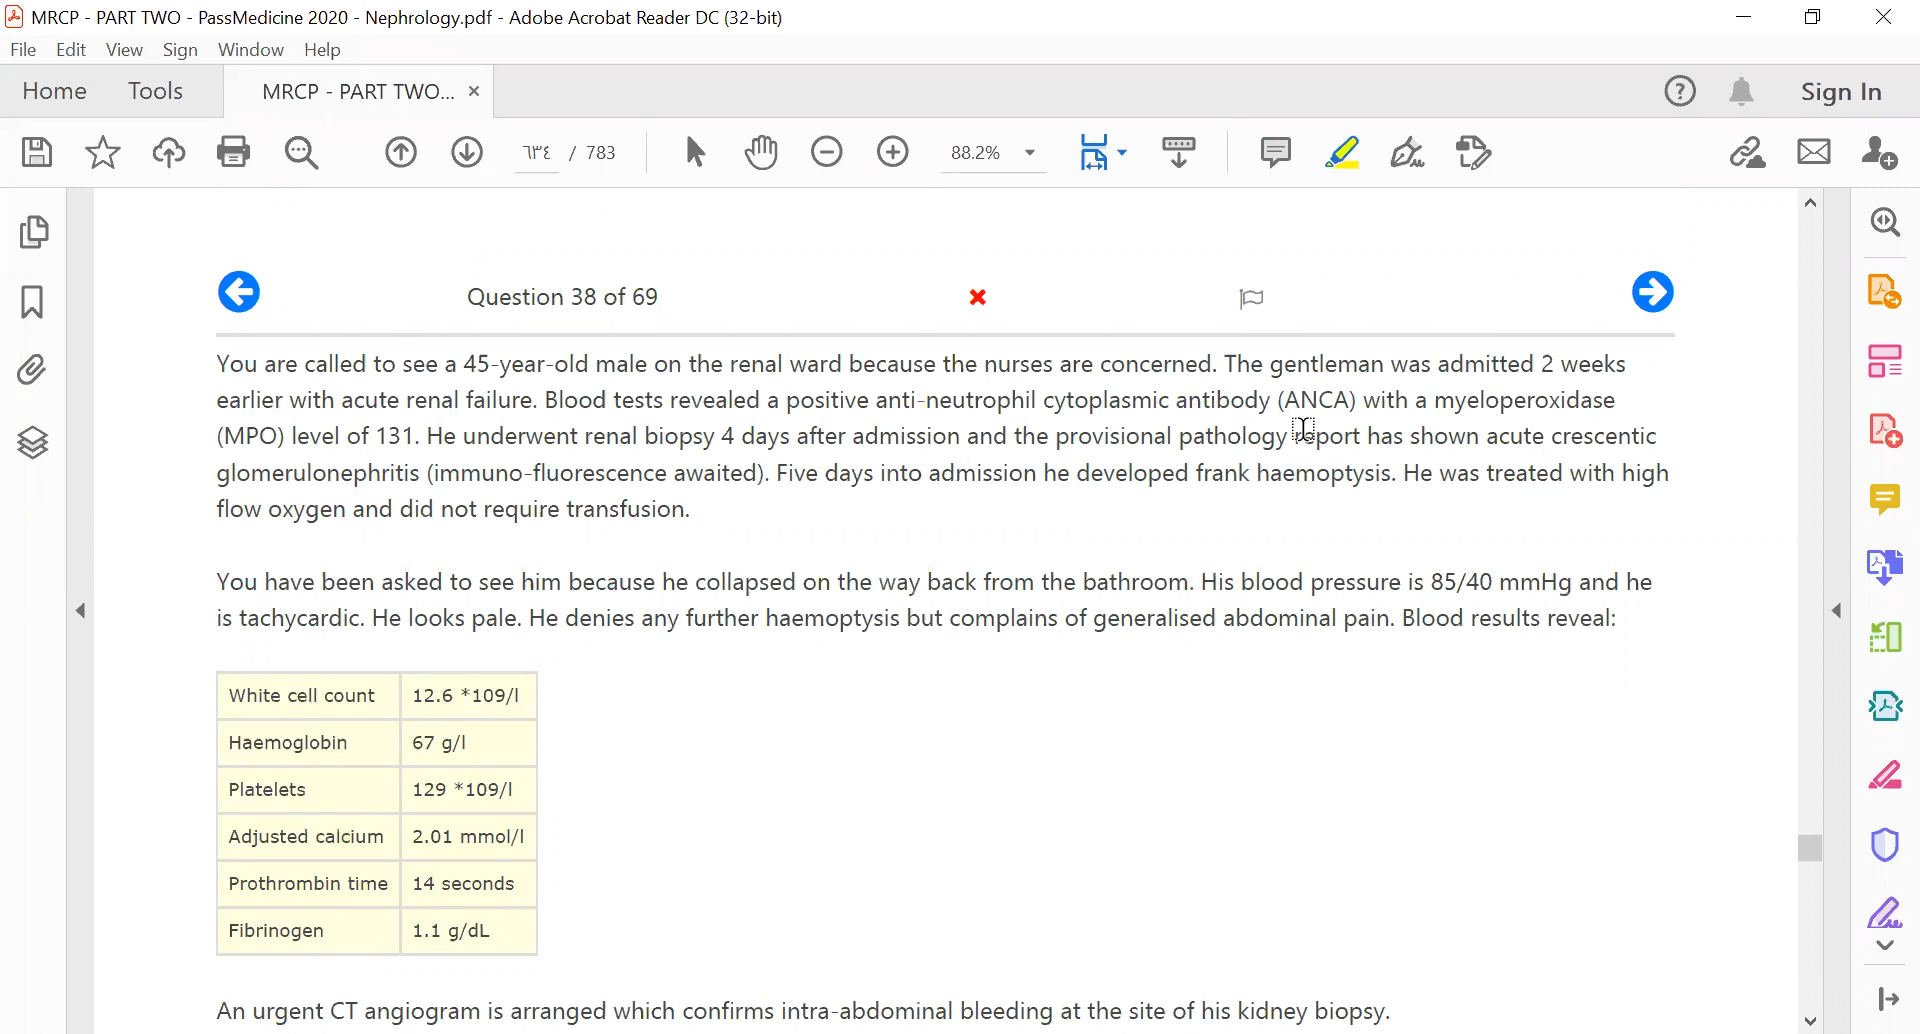 MRCP - PART TWO - PassMedicine 2020 - Nephrology.pdf - Adobe Acrobat Reader DC (32-bit)
File Edit View Sign Window Help
Home Tools MRCP - PART TWO... × Sign In
٦٣٤ / 783 88.2%
Question 38 of 69
You are called to see a 45-year-old male on the renal ward because the nurses are concerned. The gentleman was admitted 2 weeks
earlier with acute renal failure. Blood tests revealed a positive anti-neutrophil cytoplasmic antibody (ANCA) with a myeloperoxidase
(MPO) level of 131. He underwent renal biopsy 4 days after admission and the provisional pathology report has shown acute crescentic
glomerulonephritis (immuno-fluorescence awaited). Five days into admission he developed frank haemoptysis. He was treated with high
flow oxygen and did not require transfusion.
You have been asked to see him because he collapsed on the way back from the bathroom. His blood pressure is 85/40 mmHg and he
is tachycardic. He looks pale. He denies any further haemoptysis but complains of generalised abdominal pain. Blood results reveal:
White cell count 12.6 *109/l
Haemoglobin 67 g/l
Platelets 129 *109/l
Adjusted calcium 2.01 mmol/l
Prothrombin time 14 seconds
Fibrinogen 1.1 g/dL
An urgent CT angiogram is arranged which confirms intra-abdominal bleeding at the site of his kidney biopsy.